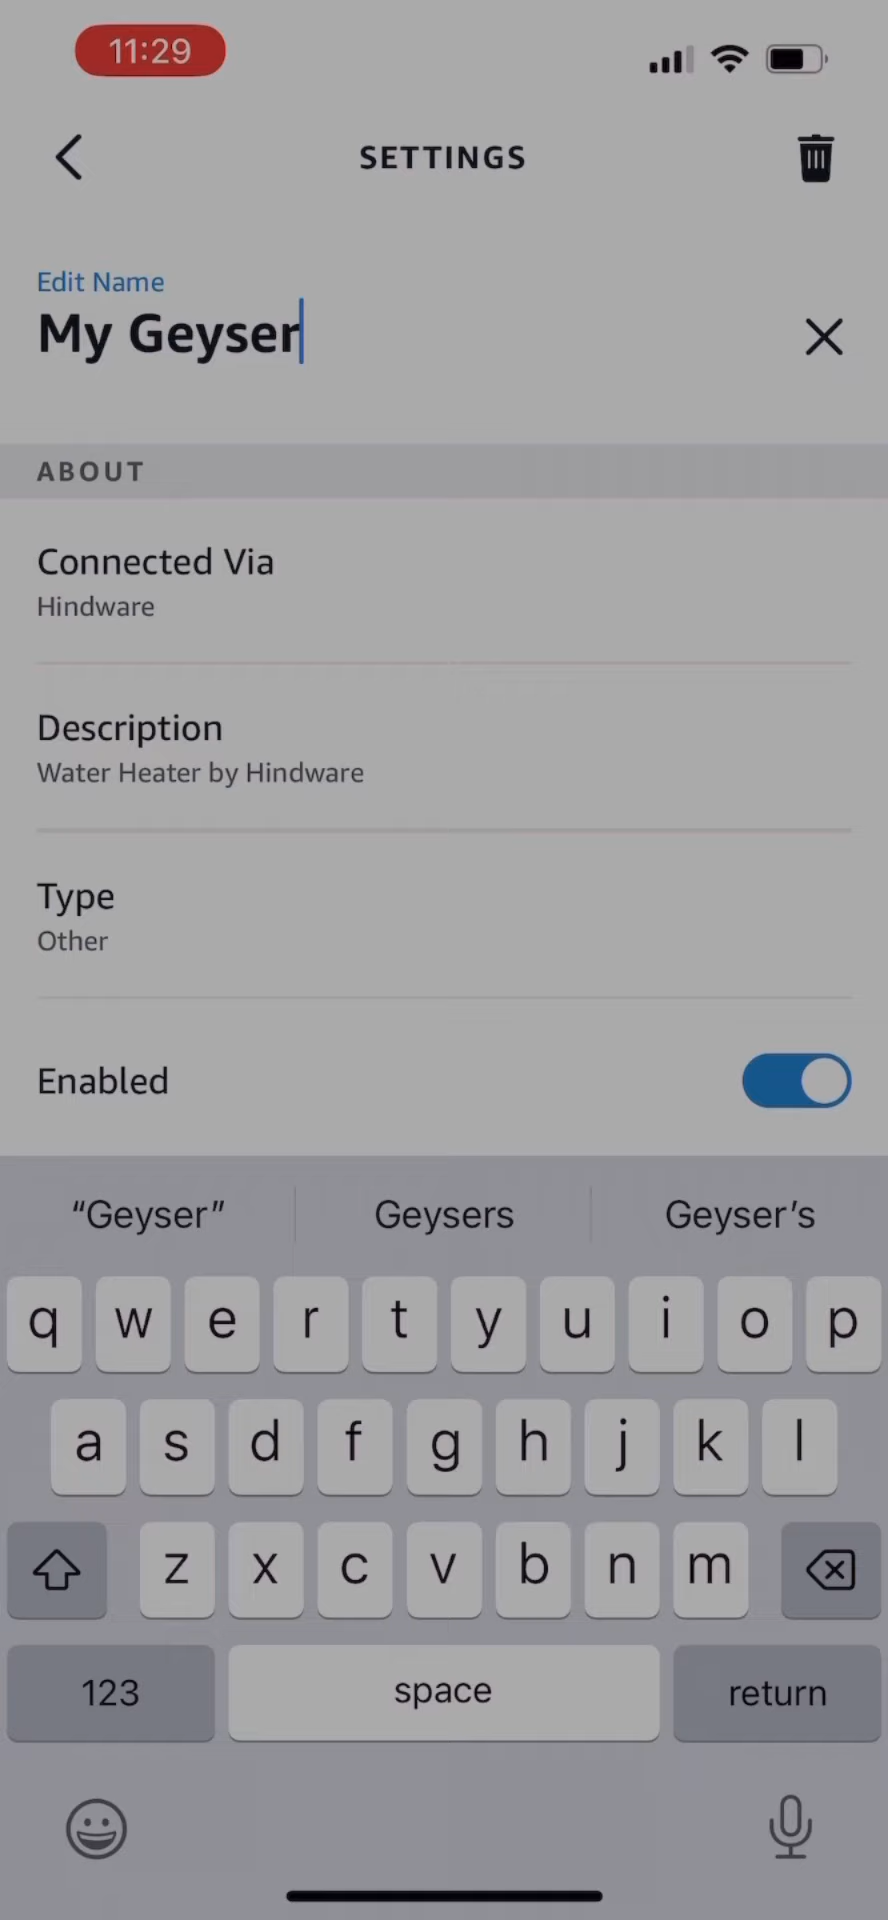 11:29
SETTINGS
Edit Name
My Geyser
ABOUT
Connected Via
Hindware
Description
Water Heater by Hindware
Type
Other
Enabled
“Geyser” Geysers Geyser’s
q w e r t y u i o p
a s d f g h j k l
z x c v b n m
123 space return